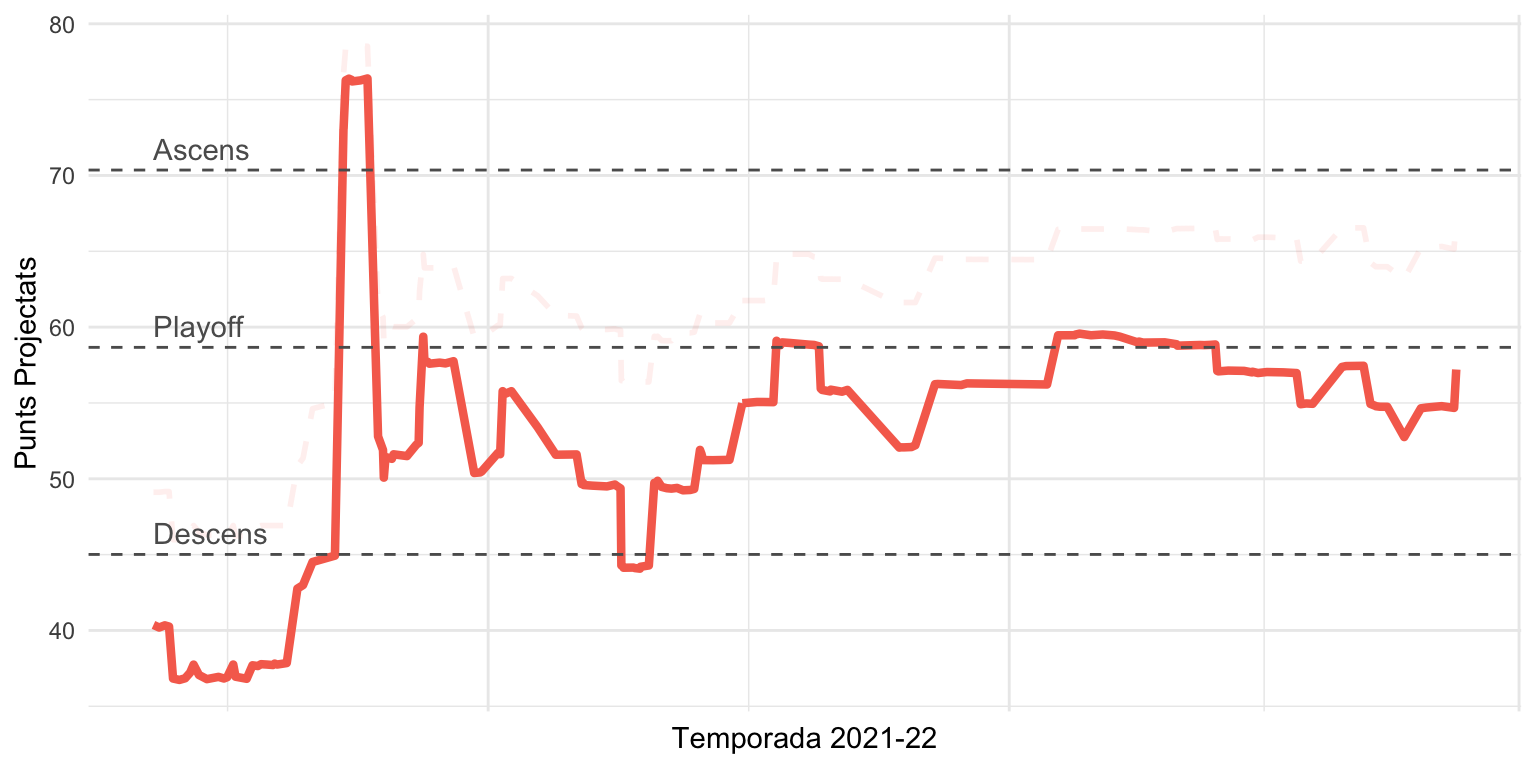 80
70
60
50
40
Punts Projectats
Ascens
Playoff
Descens
Temporada 2021-22